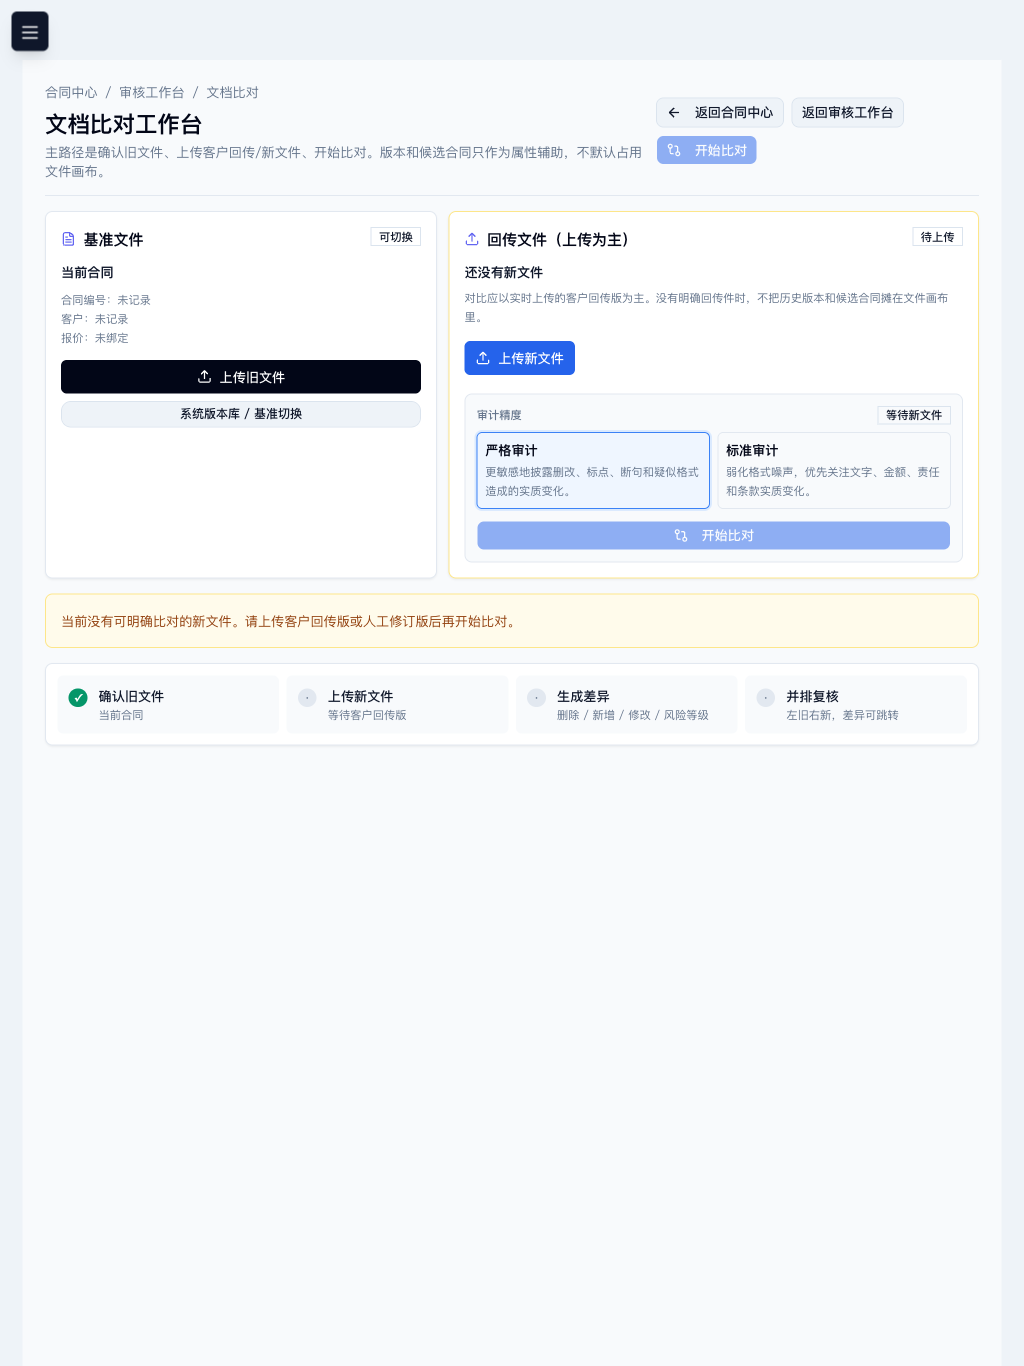 合同中心 / 审核工作台 / 文档比对
文档比对工作台
主路径是确认旧文件、上传客户回传/新文件、开始比对。版本和候选合同只作为属性辅助，不默认占用
文件画布。
返回合同中心
返回审核工作台
开始比对
基准文件
可切换
当前合同
合同编号：未记录
客户：未记录
报价：未绑定
上传旧文件
系统版本库 / 基准切换
回传文件（上传为主）
待上传
还没有新文件
对比应以实时上传的客户回传版为主。没有明确回传件时，不把历史版本和候选合同摊在文件画布
里。
上传新文件
审计精度
等待新文件
严格审计
更敏感地披露删改、标点、断句和疑似格式
造成的实质变化。
标准审计
弱化格式噪声，优先关注文字、金额、责任
和条款实质变化。
开始比对
当前没有可明确比对的新文件。请上传客户回传版或人工修订版后再开始比对。
确认旧文件
当前合同
上传新文件
等待客户回传版
生成差异
删除 / 新增 / 修改 / 风险等级
并排复核
左旧右新，差异可跳转